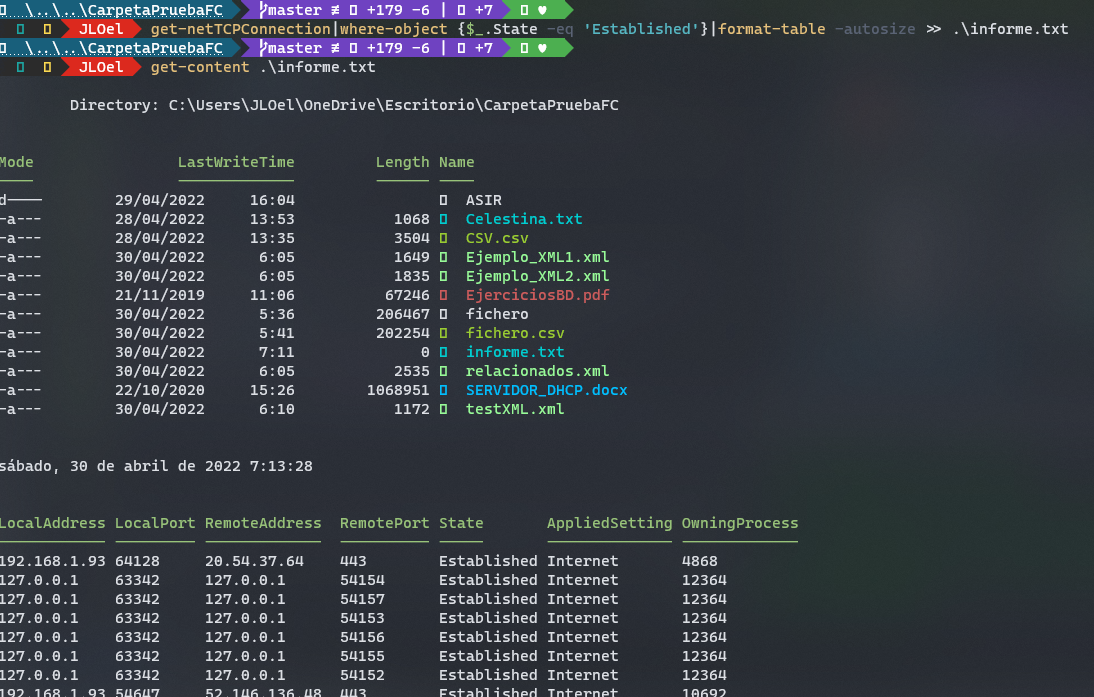 \..\..\CarpetaPruebaFC master ≢ +179 -6 | +7 ♥
JLOel get-netTCPConnection|where-object {$_.State -eq 'Established'}|format-table -autosize >> .\informe.txt
\..\..\CarpetaPruebaFC master ≢ +179 -6 | +7 ♥
JLOel get-content .\informe.txt
Directory: C:\Users\JLOel\OneDrive\Escritorio\CarpetaPruebaFC
Mode LastWriteTime Length Name
d---- 29/04/2022 16:04 ASIR
-a--- 28/04/2022 13:53 1068 Celestina.txt
-a--- 28/04/2022 13:35 3504 CSV.csv
-a--- 30/04/2022 6:05 1649 Ejemplo_XML1.xml
-a--- 30/04/2022 6:05 1835 Ejemplo_XML2.xml
-a--- 21/11/2019 11:06 67246 EjerciciosBD.pdf
-a--- 30/04/2022 5:36 206467 fichero
-a--- 30/04/2022 5:41 202254 fichero.csv
-a--- 30/04/2022 7:11 0 informe.txt
-a--- 30/04/2022 6:05 2535 relacionados.xml
-a--- 22/10/2020 15:26 1068951 SERVIDOR_DHCP.docx
-a--- 30/04/2022 6:10 1172 testXML.xml
sábado, 30 de abril de 2022 7:13:28
LocalAddress LocalPort RemoteAddress RemotePort State AppliedSetting OwningProcess
192.168.1.93 64128 20.54.37.64 443 Established Internet 4868
127.0.0.1 63342 127.0.0.1 54154 Established Internet 12364
127.0.0.1 63342 127.0.0.1 54157 Established Internet 12364
127.0.0.1 63342 127.0.0.1 54153 Established Internet 12364
127.0.0.1 63342 127.0.0.1 54156 Established Internet 12364
127.0.0.1 63342 127.0.0.1 54155 Established Internet 12364
127.0.0.1 63342 127.0.0.1 54152 Established Internet 12364
192.168.1.93 54647 52.146.136.48 443 Established Internet 10692